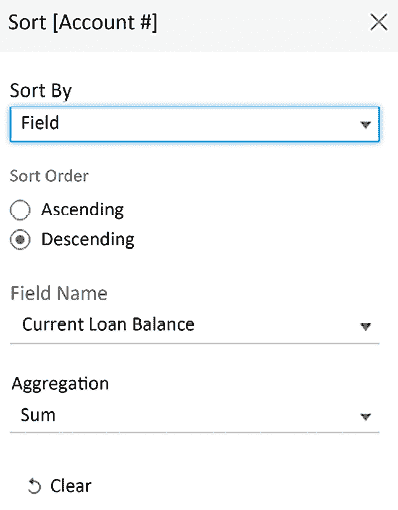 Sort [Account #]
Sort By
Field
Sort Order
Ascending
Descending
Field Name
Current Loan Balance
Aggregation
Sum
Clear